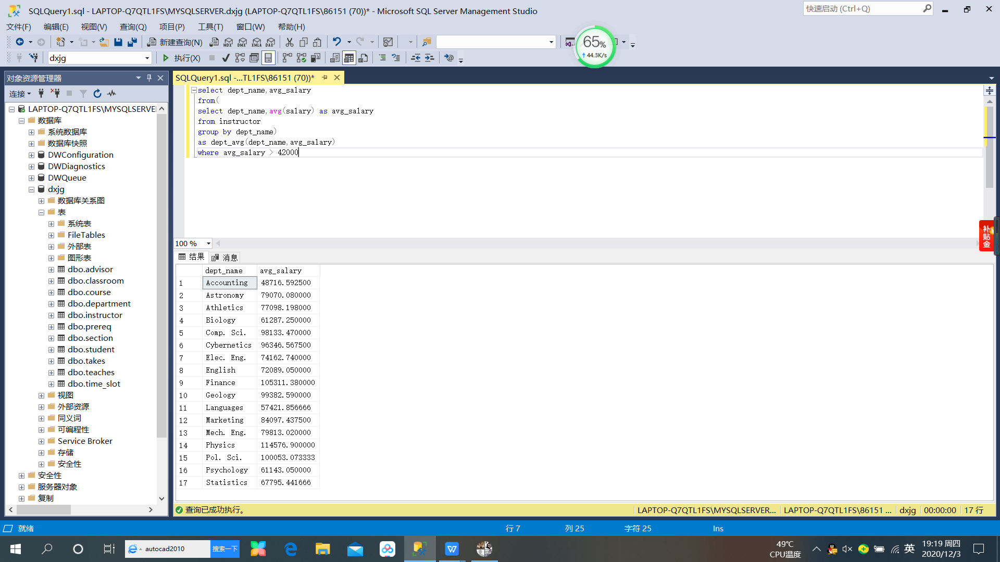 SQLQuery1.sql - LAPTOP-Q7QTL1FS\MYSQLSERVER.dxjg (LAPTOP-Q7QTL1FS\86151 (70))* - Microsoft SQL Server Management Studio
快速启动 (Ctrl+Q)
文件(F) 编辑(E) 视图(V) 查询(Q) 项目(P) 工具(T) 窗口(W) 帮助(H)
新建查询(N) MDX DMX XMLA DAX
65%
44.3K/s
dxjg 执行(X)
对象资源管理器
连接
LAPTOP-Q7QTL1FS\MYSQLSERVE
数据库
系统数据库
数据库快照
DWConfiguration
DWDiagnostics
DWQueue
dxjg
数据库关系图
表
系统表
FileTables
外部表
图形表
dbo.advisor
dbo.classroom
dbo.course
dbo.department
dbo.instructor
dbo.prereq
dbo.section
dbo.student
dbo.takes
dbo.teaches
dbo.time_slot
视图
外部资源
同义词
可编程性
Service Broker
存储
安全性
安全性
服务器对象
复制
SQLQuery1.sql -...TL1FS\86151 (70))*
select dept_name,avg_salary
from(
select dept_name,avg(salary) as avg_salary
from instructor
group by dept_name)
as dept_avg(dept_name,avg_salary)
where avg_salary > 42000
补贴金
100 %
结果 消息
dept_name avg_salary
1 Accounting 48716.592500
2 Astronomy 79070.080000
3 Athletics 77098.198000
4 Biology 61287.250000
5 Comp. Sci. 98133.470000
6 Cybernetics 96346.567500
7 Elec. Eng. 74162.740000
8 English 72089.050000
9 Finance 105311.380000
10 Geology 99382.590000
11 Languages 57421.856666
12 Marketing 84097.437500
13 Mech. Eng. 79813.020000
14 Physics 114576.900000
15 Pol. Sci. 100053.073333
16 Psychology 61143.050000
17 Statistics 67795.441666
查询已成功执行。 LAPTOP-Q7QTL1FS\MYSQLSERVER... LAPTOP-Q7QTL1FS\86151 ... dxjg 00:00:00 17 行
就绪 行 7 列 25 字符 25 Ins
autocad2010 搜索一下
49℃
CPU温度
英
19:19 周四
2020/12/3